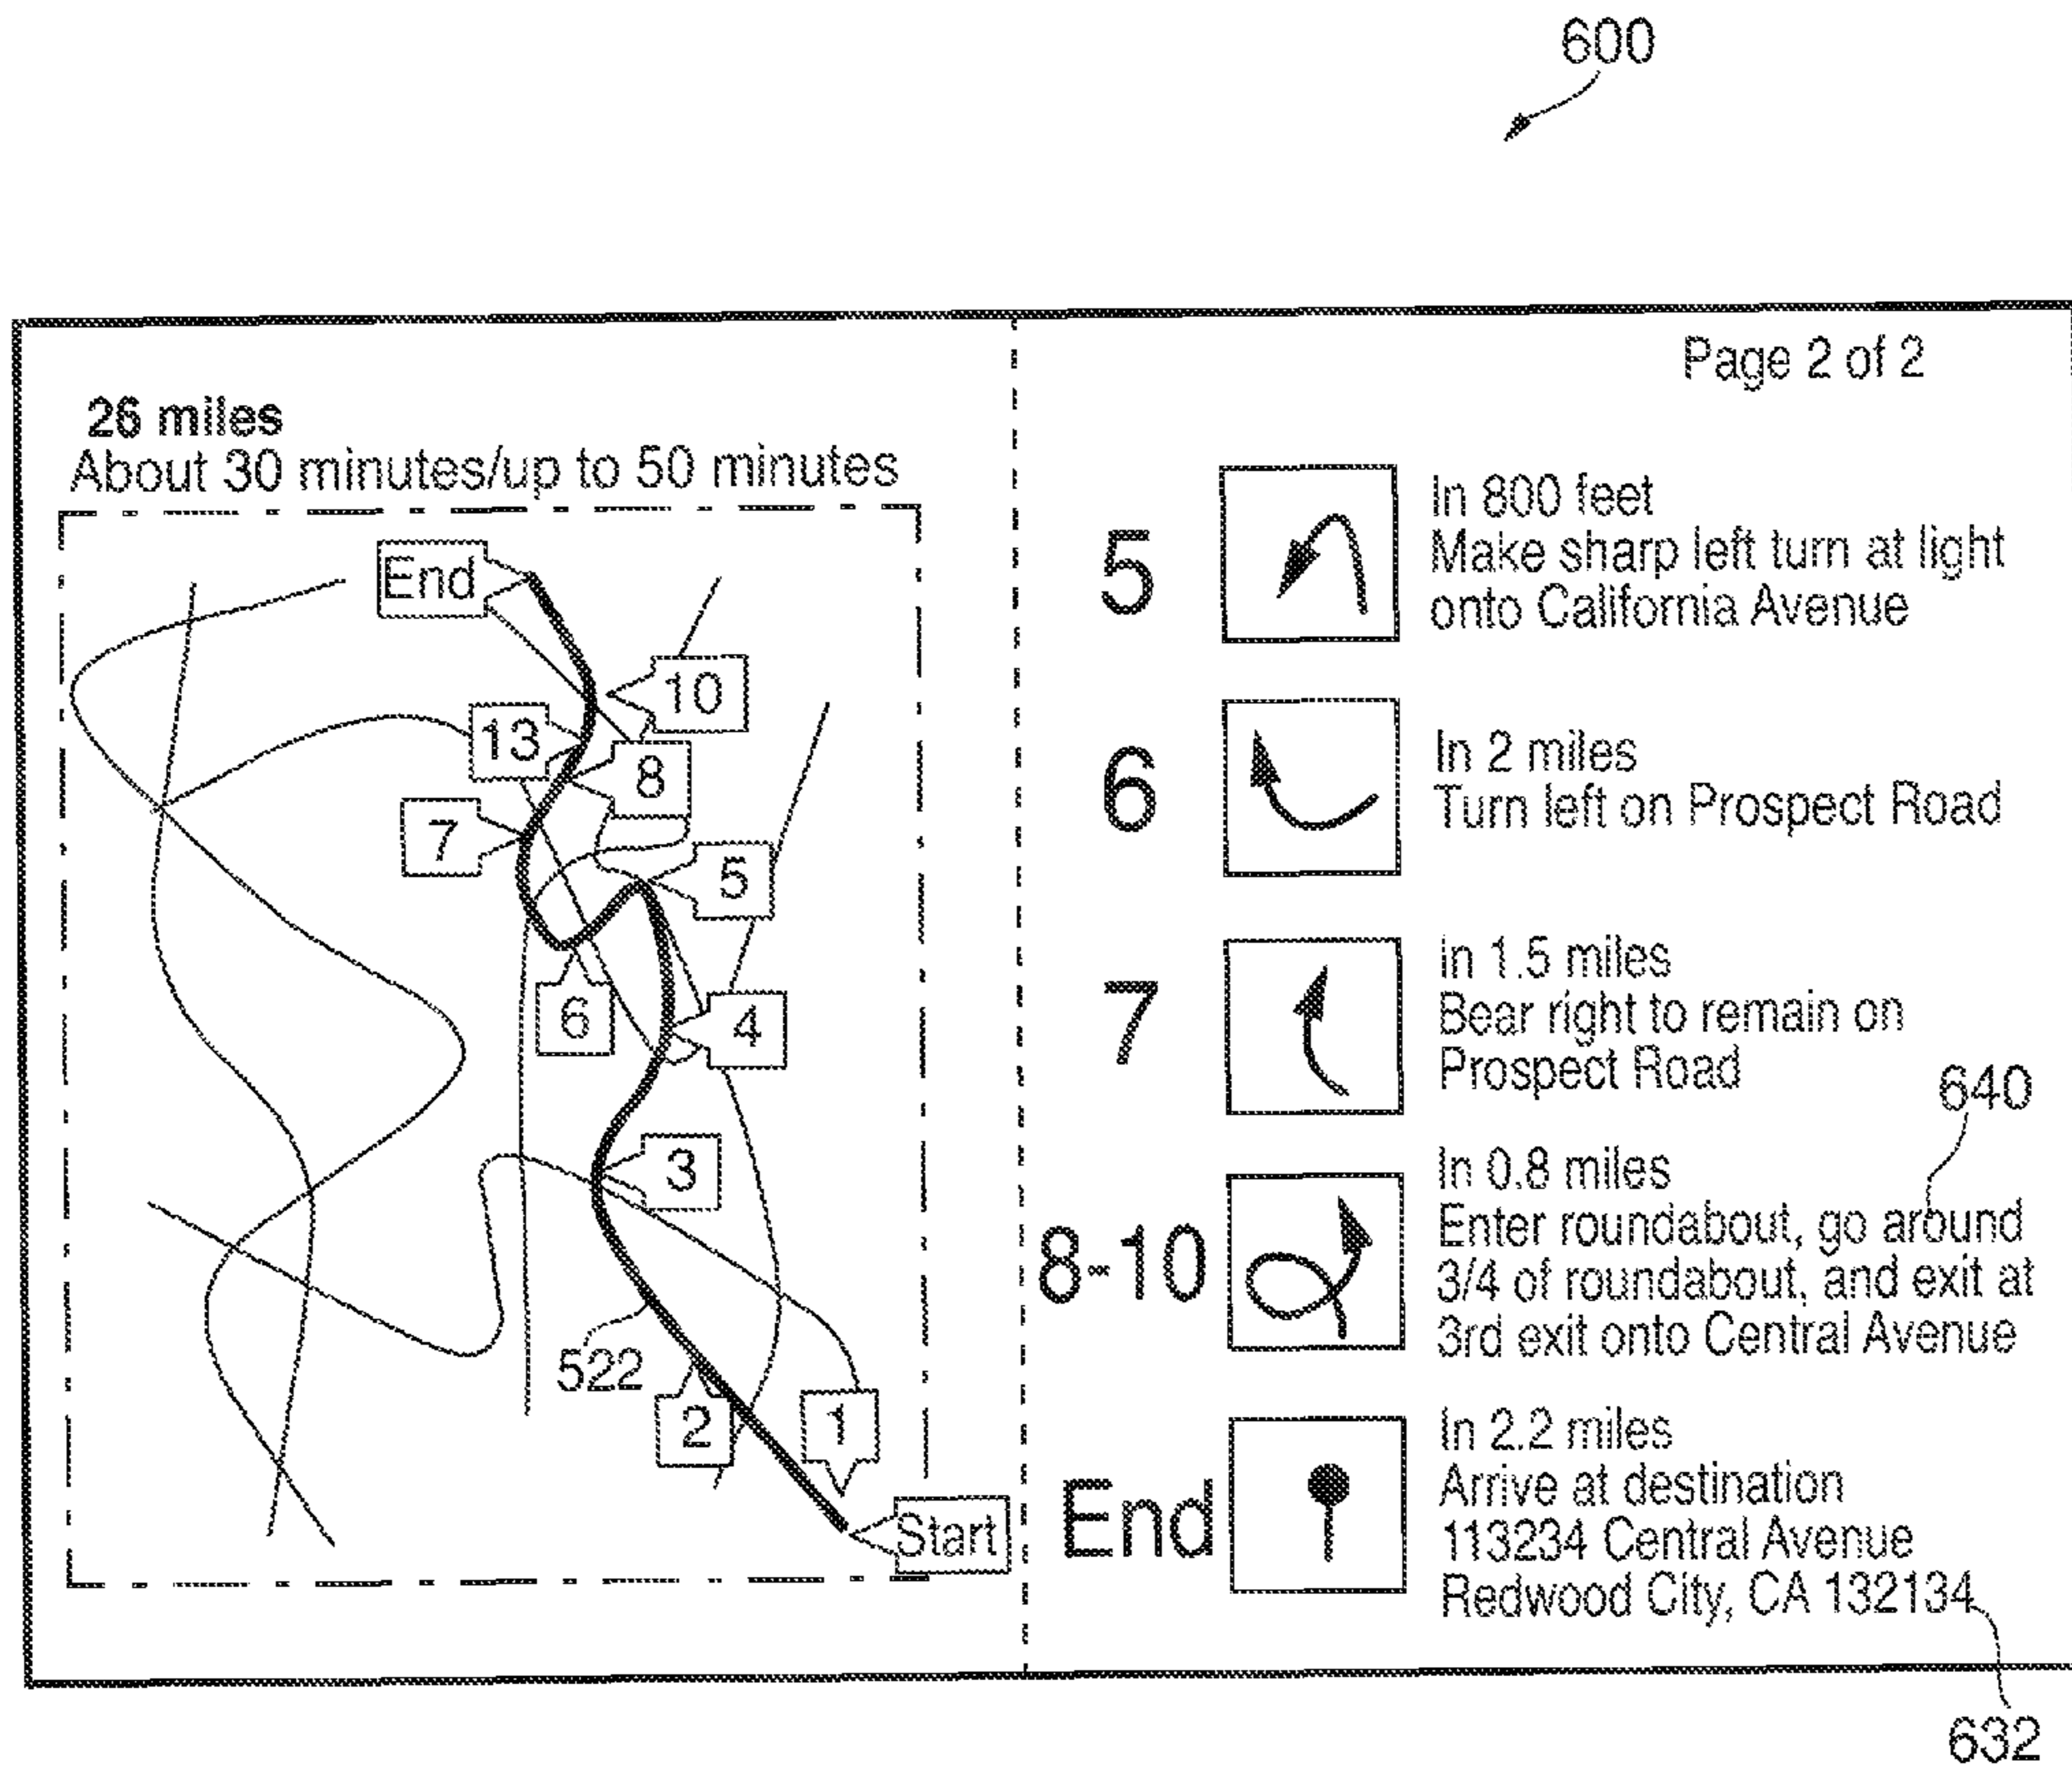 600
Page 2 of 2
26 miles
About 30 minutes/up to 50 minutes
End
10
13
8
7
5
6
4
3
522
2
1
Start
5
In 800 feet
Make sharp left turn at light
onto California Avenue
6
In 2 miles
Turn left on Prospect Road
7
in 1.5 miles
Bear right to remain on
Prospect Road
640
8-10
In 0.8 miles
Enter roundabout, go around
3/4 of roundabout, and exit at
3rd exit onto Central Avenue
End
In 2.2 miles
Arrive at destination
113234 Central Avenue
Redwood City, CA 132134
632